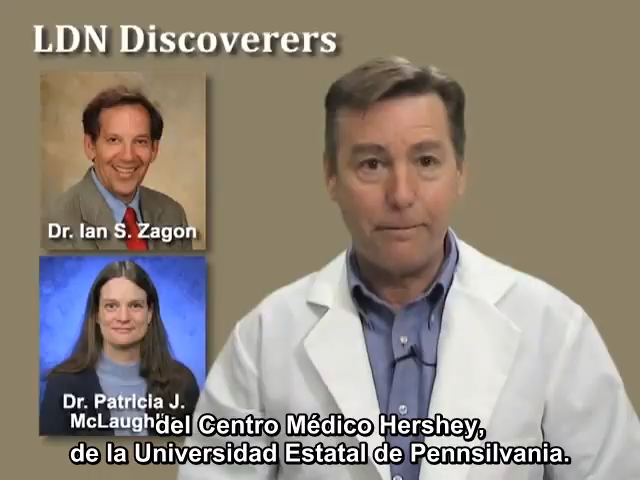 LDN Discoverers
Dr. Ian S. Zagon
Dr. Patricia J.
del Centro Médico Hershey,
de la Universidad Estatal de Pennsilvania.